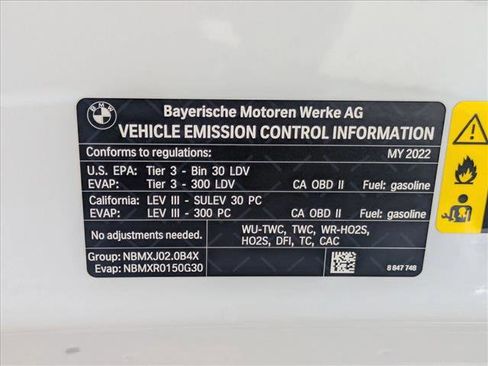 BMW
Bayerische Motoren Werke AG
VEHICLE EMISSION CONTROL INFORMATION
Conforms to regulations: MY 2022
U.S. EPA: Tier 3 - Bin 30 LDV
EVAP: Tier 3 - 300 LDV CA OBD II Fuel: gasoline
California: LEV III - SULEV 30 PC
EVAP: LEV III - 300 PC CA OBD II Fuel: gasoline
No adjustments needed. WU-TWC, TWC, WR-HO2S,
HO2S, DFI, TC, CAC
Group: NBMXJ02.0B4X
Evap: NBMXR0150G30 8 847 748